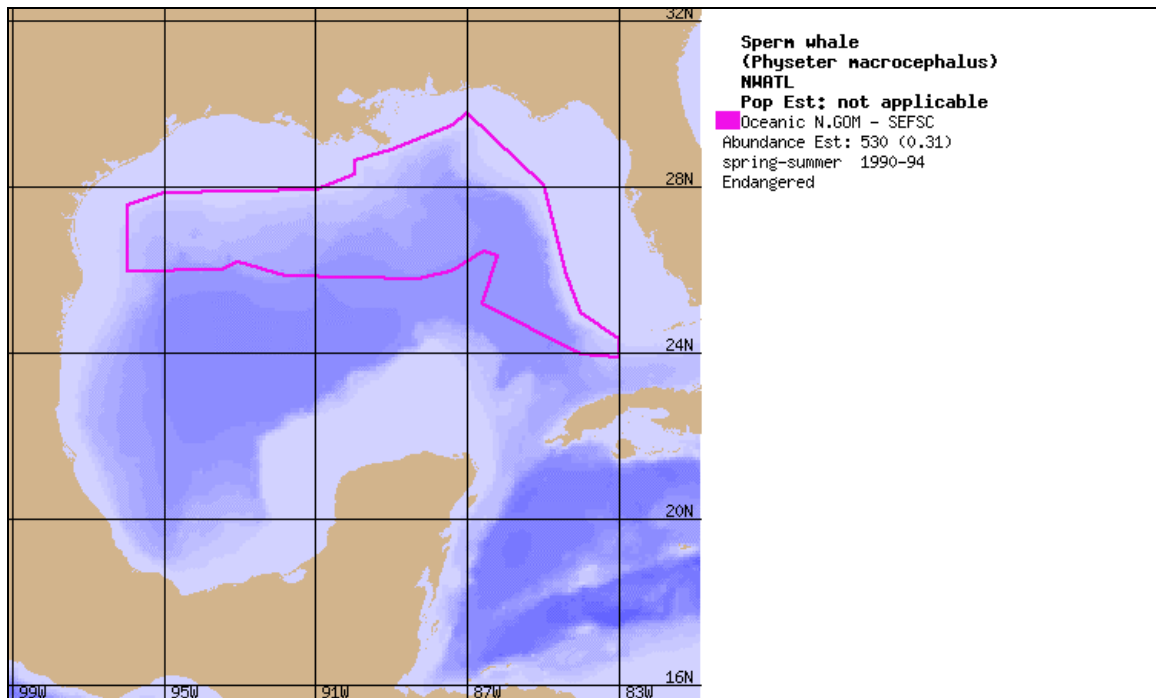 Sperm whale
(Physeter macrocephalus)
NWATL
Pop Est: not applicable
Oceanic N.GOM - SEFSC
Abundance Est: 530 (0.31)
spring-summer 1990-94
Endangered
32N
28N
24N
20N
16N
99W 95W 91W 87W 83W